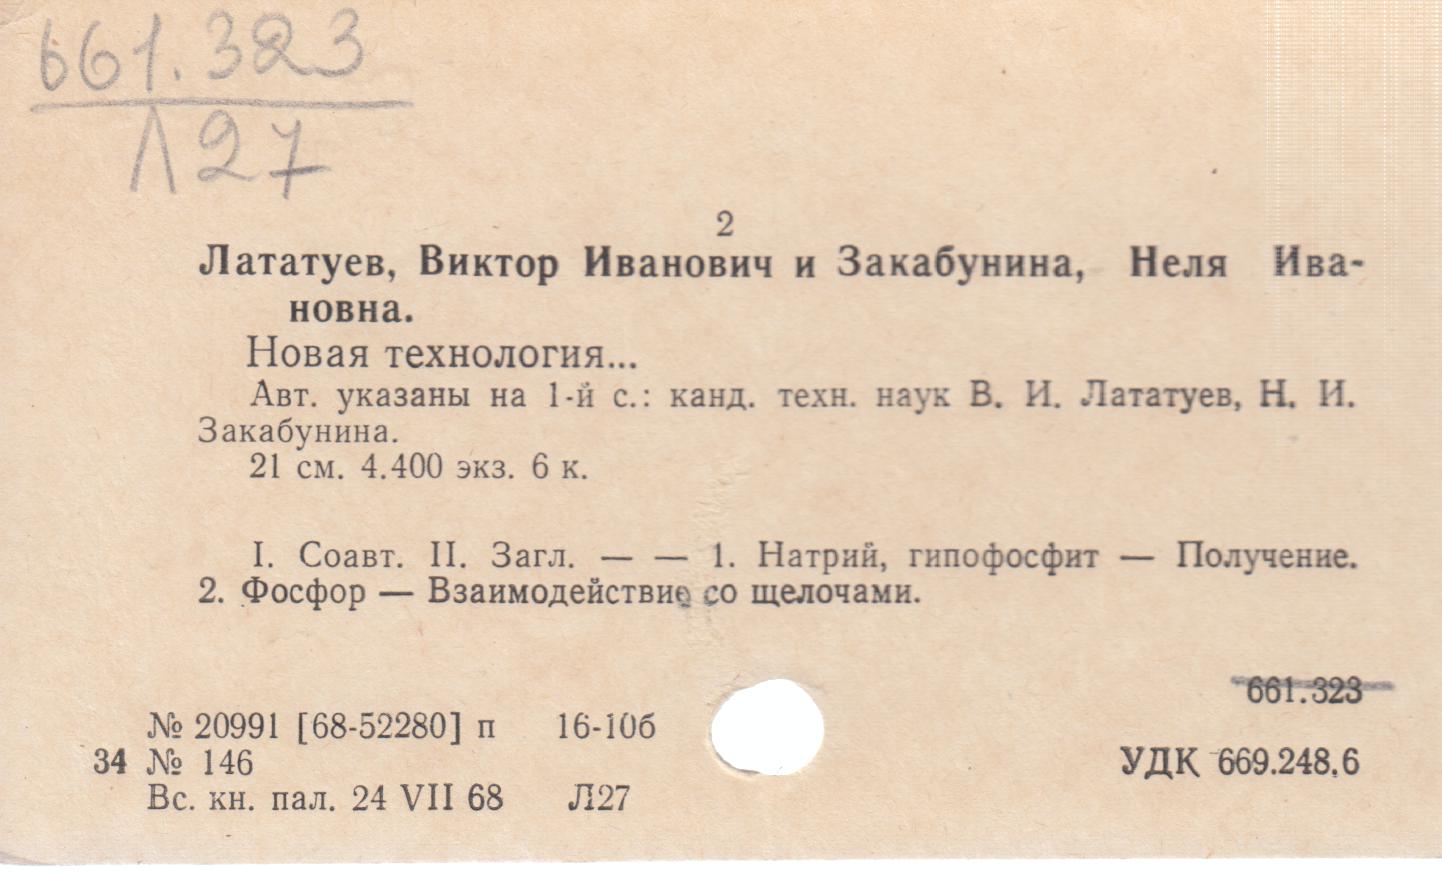 661.323
Л27
2
Лататуев, Виктор Иванович и Закабунина, Неля Ива-
новна.
Новая технология...
Авт. указаны на 1-й с.: канд. техн. наук В. И. Лататуев, Н. И.
Закабунина.
21 см. 4.400 экз. 6 к.
I. Соавт. II. Загл. — — 1. Натрий, гипофосфит — Получение.
2. Фосфор — Взаимодействие со щелочами.
661.323
№ 20991 [68-52280] п 16-10б
34 № 146 УДК 669.248.6
Вс. кн. пал. 24 VII 68 Л27